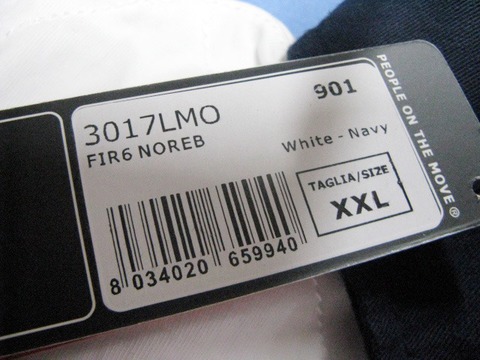 3017LMO
901
FIR6 NOREB
White - Navy
TAGLIA/SIZE
XXL
8 034020 659940
PEOPLE ON THE MOVE®